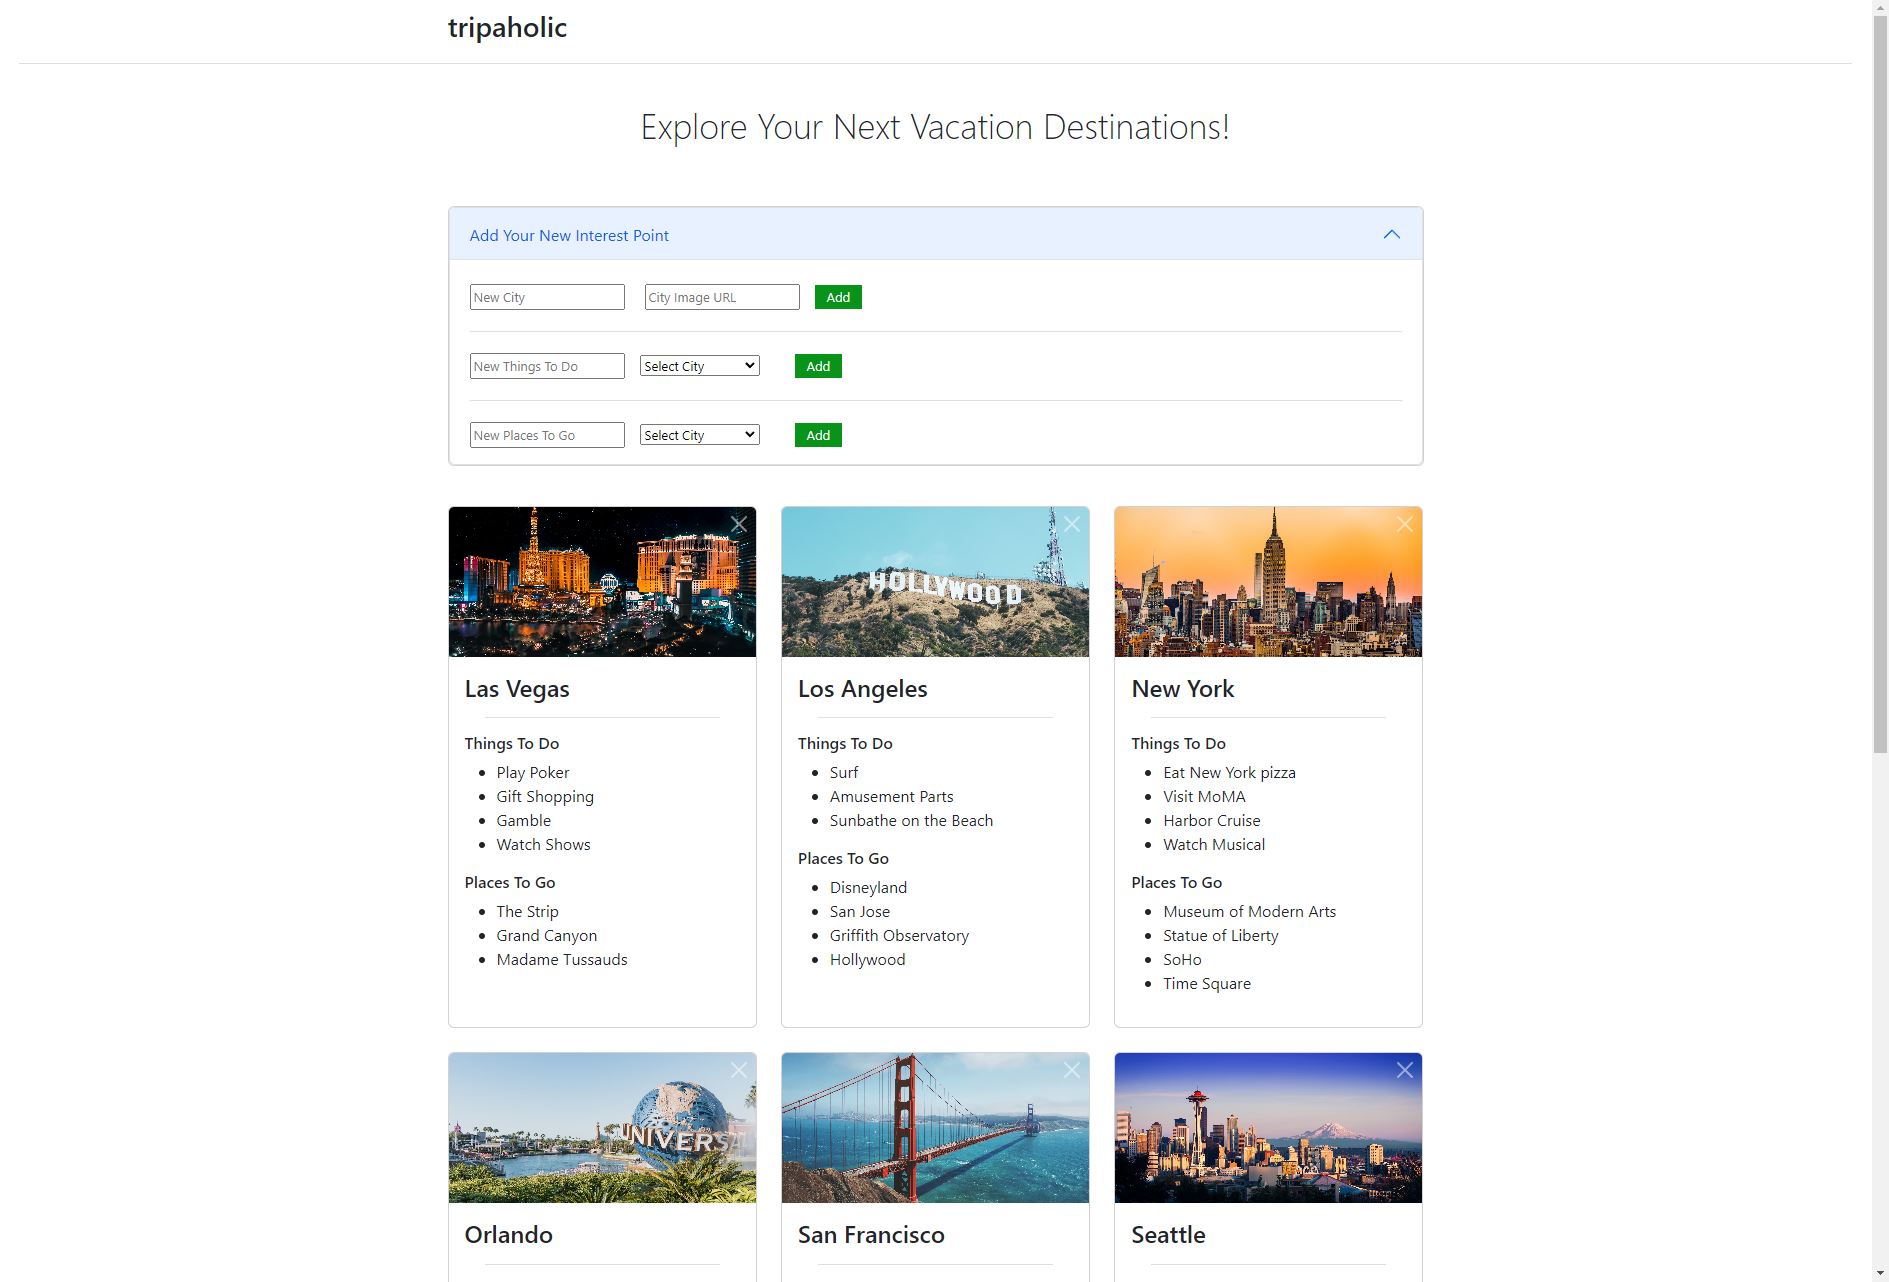 tripaholic
Explore Your Next Vacation Destinations!
Add Your New Interest Point
New City City Image URL Add
New Things To Do Select City Add
New Places To Go Select City Add
HOLLYWOOD
Las Vegas
Things To Do
Play Poker
Gift Shopping
Gamble
Watch Shows
Places To Go
The Strip
Grand Canyon
Madame Tussauds
Los Angeles
Things To Do
Surf
Amusement Parts
Sunbathe on the Beach
Places To Go
Disneyland
San Jose
Griffith Observatory
Hollywood
New York
Things To Do
Eat New York pizza
Visit MoMA
Harbor Cruise
Watch Musical
Places To Go
Museum of Modern Arts
Statue of Liberty
SoHo
Time Square
UNIVERSAL
Orlando
San Francisco
Seattle